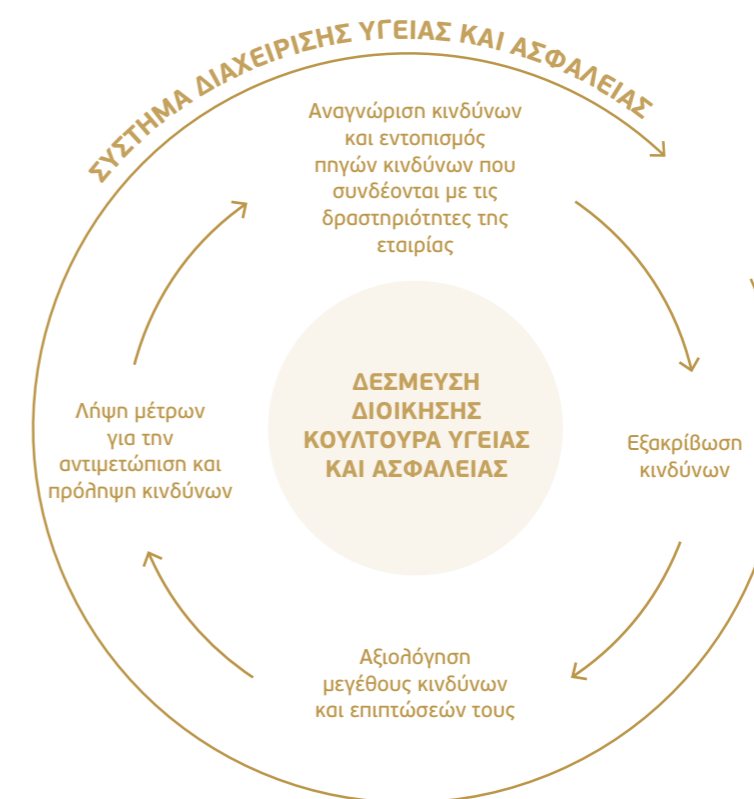 ΣΥΣΤΗΜΑ ΔΙΑΧΕΙΡΙΣΗΣ ΥΓΕΙΑΣ ΚΑΙ ΑΣΦΑΛΕΙΑΣ
Αναγνώριση κινδύνων
και εντοπισμός
πηγών κινδύνων που
συνδέονται με τις
δραστηριότητες της
εταιρίας
Εξακρίβωση
κινδύνων
Αξιολόγηση
μεγέθους κινδύνων
και επιπτώσεών τους
Λήψη μέτρων
για την
αντιμετώπιση και
πρόληψη κινδύνων
ΔΕΣΜΕΥΣΗ
ΔΙΟΙΚΗΣΗΣ
ΚΟΥΛΤΟΥΡΑ ΥΓΕΙΑΣ
ΚΑΙ ΑΣΦΑΛΕΙΑΣ